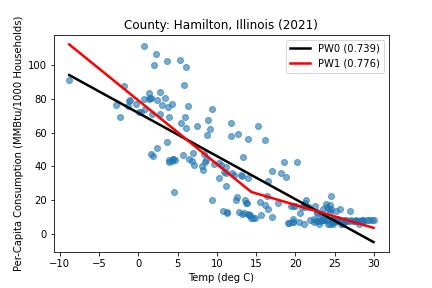 County: Hamilton, Illinois (2021)
Per-Capita Consumption (MMBtu/1000 Households)
100
80
60
40
20
0
PW0 (0.739)
PW1 (0.776)
−10 −5 0 5 10 15 20 25 30
Temp (deg C)